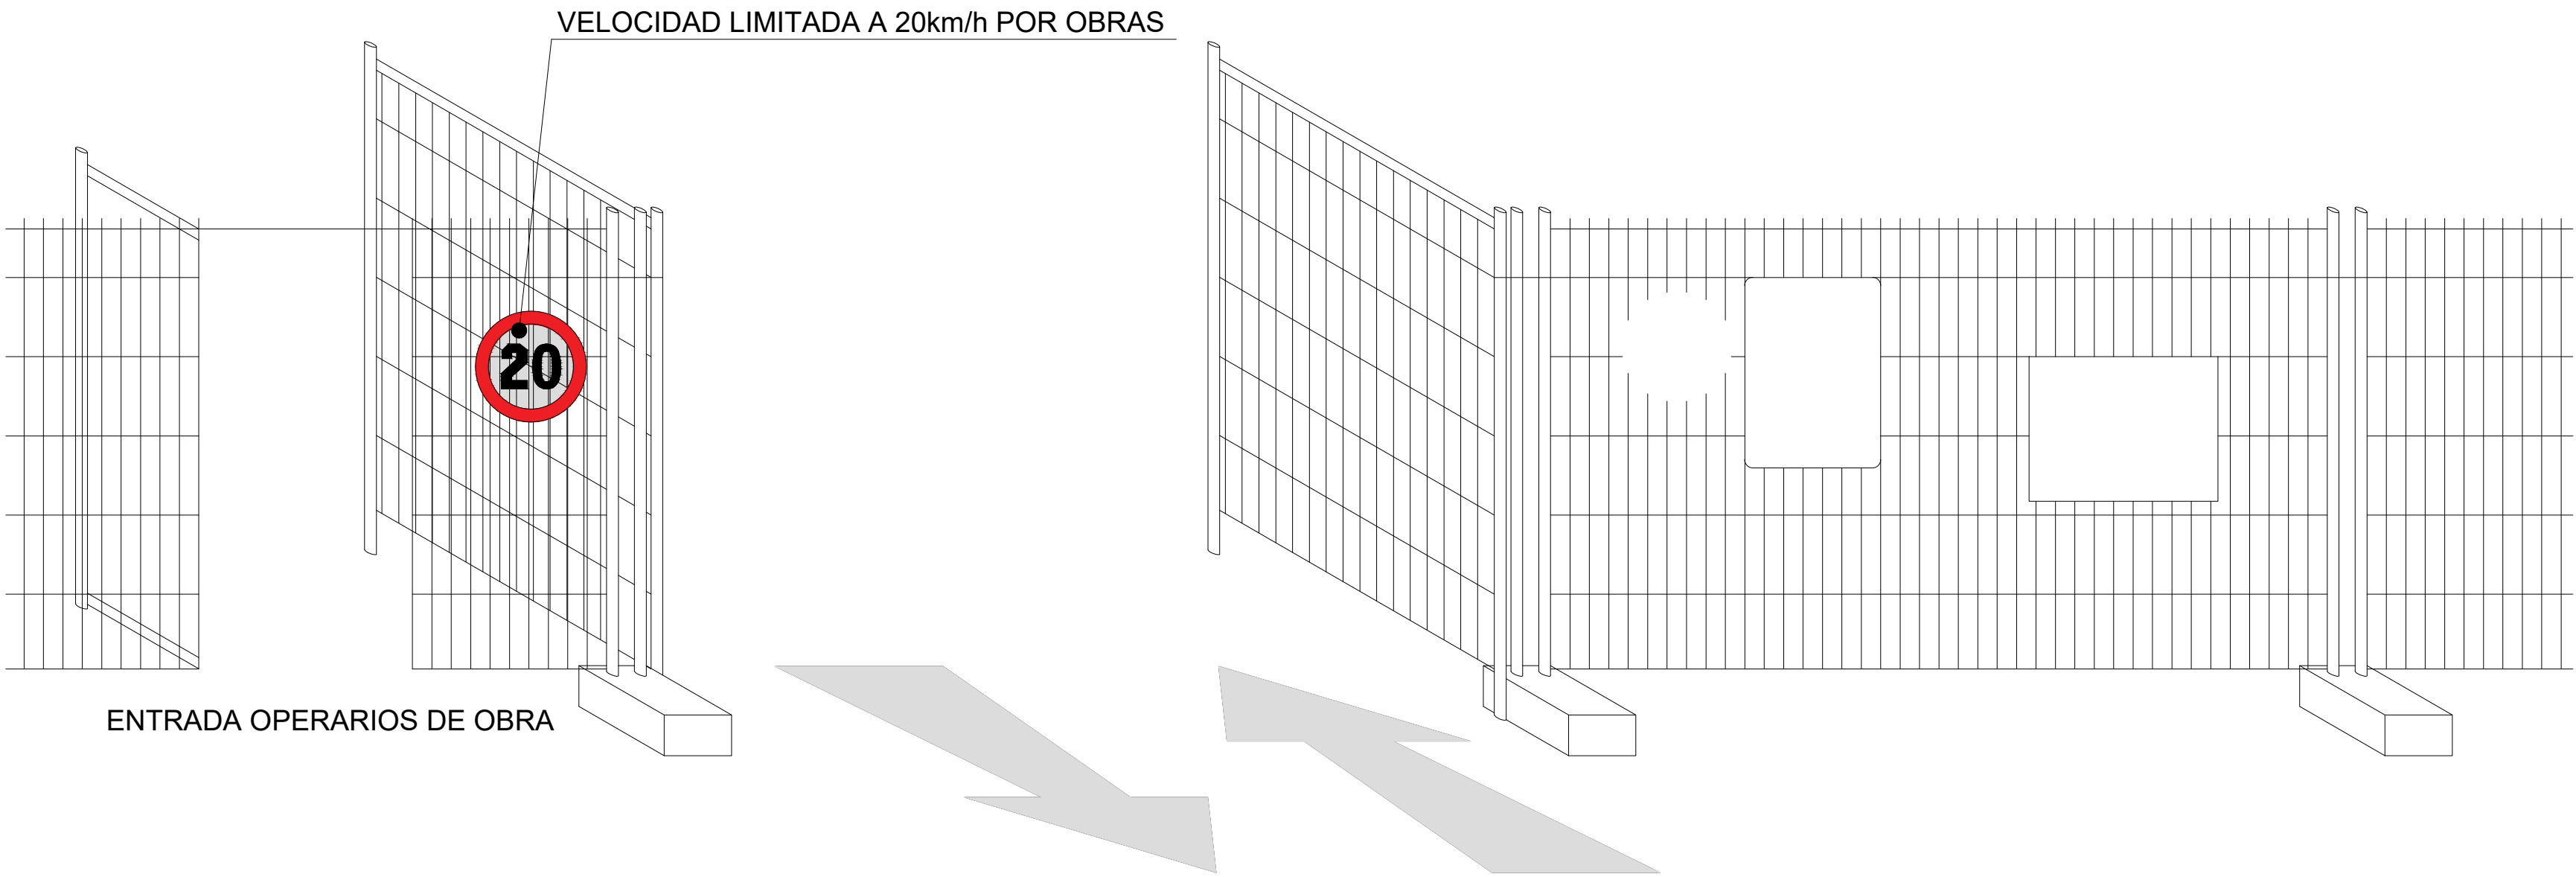 VELOCIDAD LIMITADA A 20km/h POR OBRAS
20
ENTRADA OPERARIOS DE OBRA